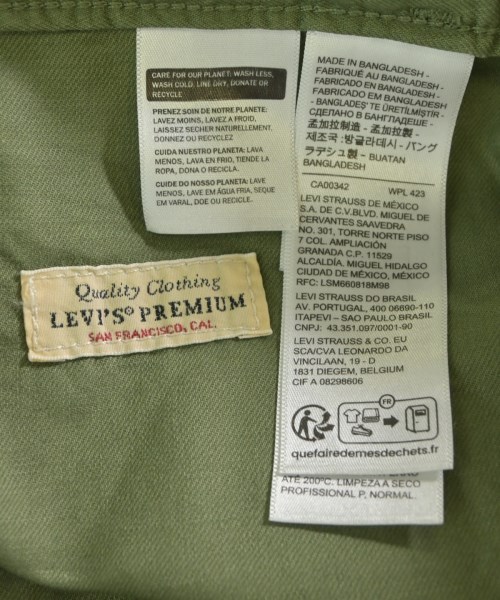 CARE FOR OUR PLANET: WASH LESS,
WASH COLD, LINE DRY, DONATE OR
RECYCLE
PRENEZ SOIN DE NOTRE PLANETE:
LAVEZ MOINS, LAVEZ A FROID,
LAISSEZ SECHER NATURELLEMENT,
DONNEZ OU RECYCLEZ
CUIDA NUESTRO PLANETA: LAVA
MENOS, LAVA EN FRIO, TIENDE LA
ROPA, DONA O RECICLA.
CUIDE DO NOSSO PLANETA: LAVE
MENOS, LAVE EM ÁGUA FRIA, SEQUE
EM VARAL, DOE OU RECICLE.
Quality Clothing
LEVI'S® PREMIUM
SAN FRANCISCO, CAL.
MADE IN BANGLADESH -
FABRIQUÉ AU BANGLADESH -
FABRICADO EN BANGLADESH -
FABRICADO EM BANGLADESH
- BANGLADEŞ' TE ÜRETİLMİŞTİR -
СДЕЛАНО В БАНГЛАДЕШЕ -
孟加拉制造 - 孟加拉製 -
제조국 : 방글라데시 - バング
ラデシュ製 - BUATAN
BANGLADESH
CA00342 WPL 423
LEVI STRAUSS DE MÉXICO
S.A. DE C.V.BLVD. MIGUEL DE
CERVANTES SAAVEDRA
NO. 301, TORRE NORTE PISO
7 COL. AMPLIACIÓN
GRANADA C.P. 11529
ALCALDÍA. MIGUEL HIDALGO
CIUDAD DE MÉXICO, MÉXICO
RFC: LSM660818M98
LEVI STRAUSS DO BRASIL
AV. PORTUGAL, 400 06690-110
ITAPEVI – SAO PAULO BRASIL
CNPJ: 43.351.097/0001-90
LEVI STRAUSS & CO. EU
SCA/CVA LEONARDO DA
VINCILAAN, 19 - D
1831 DIEGEM, BELGIUM
CIF A 08298606
FR
quefairedemesdechets.fr
ATÉ 200°C. LIMPEZA À SECO
PROFISSIONAL P, NORMAL.